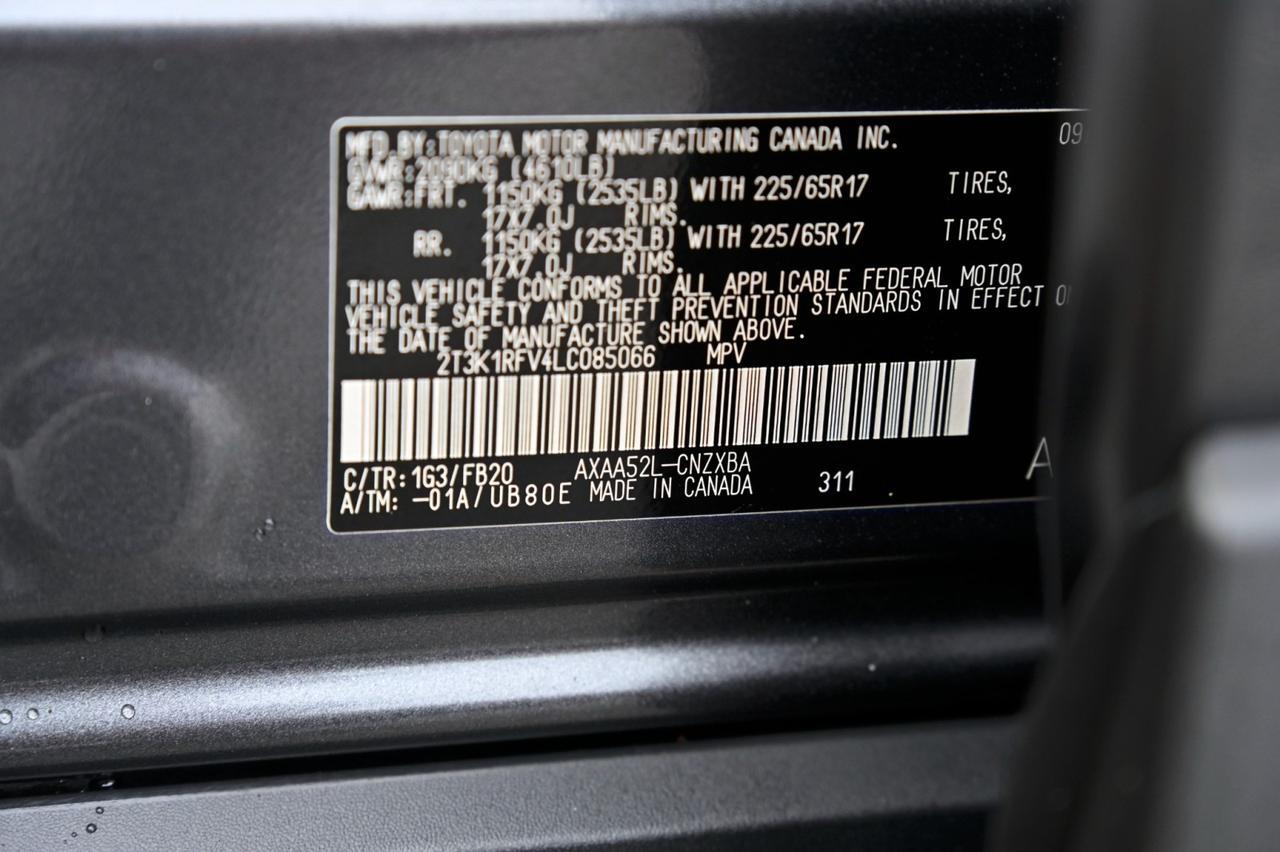 MFD.BY:TOYOTA MOTOR MANUFACTURING CANADA INC. 09
GVWR:2090KG (4610LB)
GAWR:FRT. 1150KG (2535LB) WITH 225/65R17 TIRES,
17X7.0J RIMS.
RR. 1150KG (2535LB) WITH 225/65R17 TIRES,
17X7.0J RIMS.
THIS VEHICLE CONFORMS TO ALL APPLICABLE FEDERAL MOTOR
VEHICLE SAFETY AND THEFT PREVENTION STANDARDS IN EFFECT
THE DATE OF MANUFACTURE SHOWN ABOVE.
2T3K1RFV4LC085066 MPV
C/TR: 1G3/FB20 AXAA52L-CNZXBA
A/TM: -01A/UB80E MADE IN CANADA 311 A